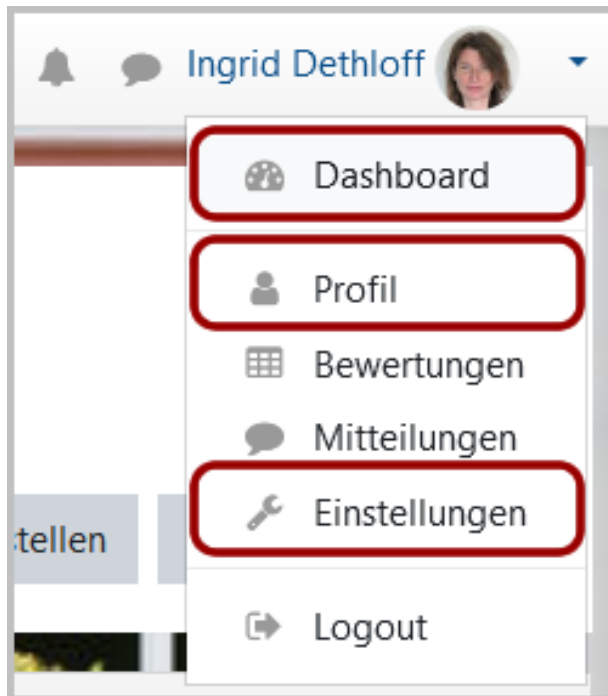 Ingrid Dethloff
Dashboard
Profil
Bewertungen
Mitteilungen
Einstellungen
tellen
Logout